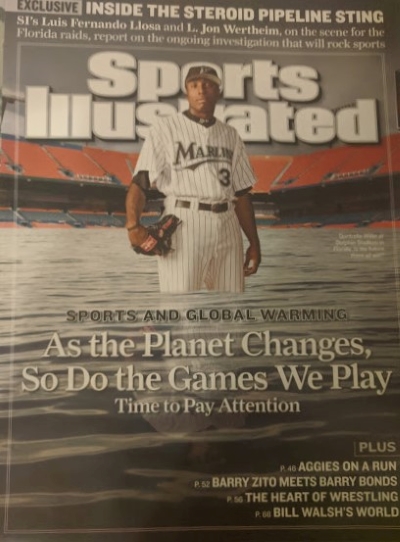 EXCLUSIVE INSIDE THE STEROID PIPELINE STING
SI's Luis Fernando Llosa and L. Jon Wertheim, on the scene for the
Florida raids, report on the ongoing investigation that will rock sports
Sports
Illustrated
MARLINS
3
SPORTS AND GLOBAL WARMING
As the Planet Changes,
So Do the Games We Play
Time to Pay Attention
PLUS
P. 46 AGGIES ON A RUN
P. 52 BARRY ZITO MEETS BARRY BONDS
P. 56 THE HEART OF WRESTLING
P. 68 BILL WALSH'S WORLD